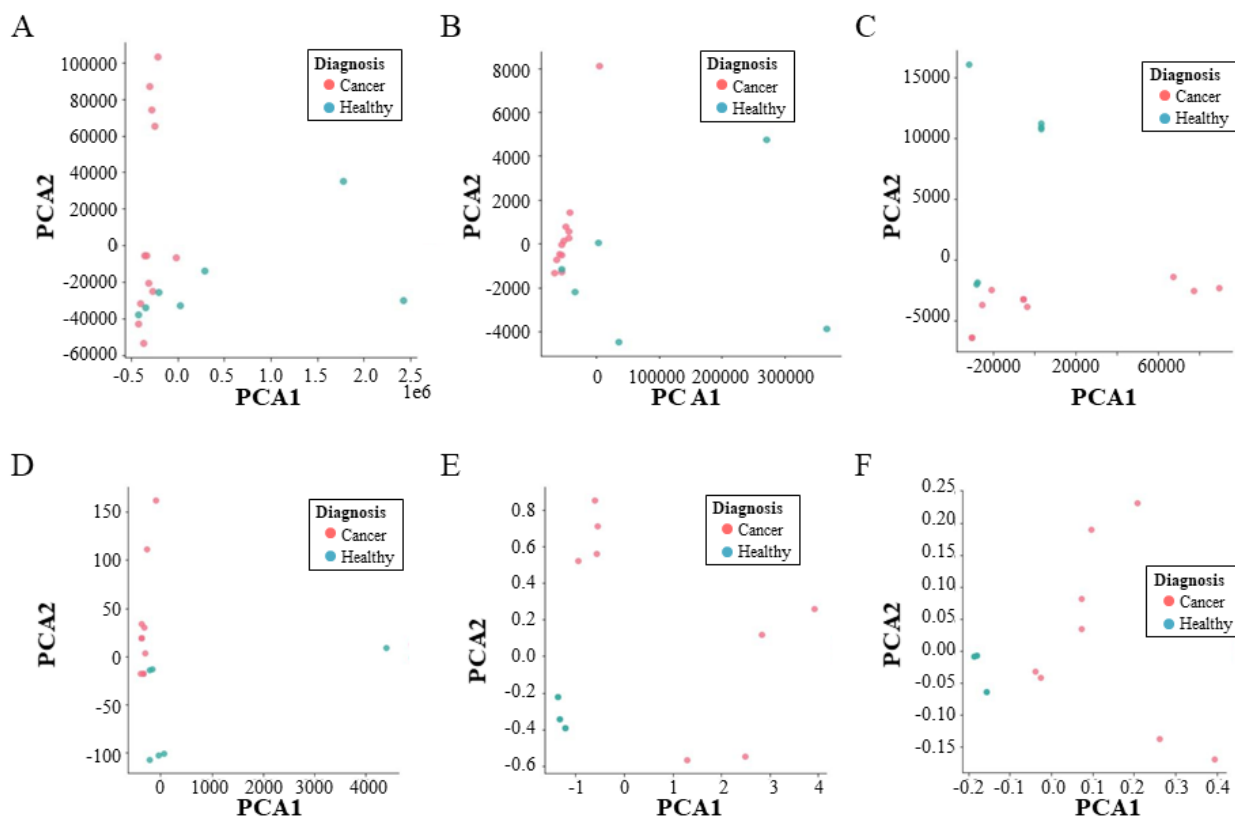 A
B
C
Diagnosis
Cancer
Healthy
100000
80000
60000
40000
20000
0
-20000
-40000
-60000
PCA2
-0.5 0.0 0.5 1.0 1.5 2.0 2.5
1e6
PCA1
Diagnosis
Cancer
Healthy
8000
6000
4000
2000
0
-2000
-4000
PCA2
0 100000 200000 300000
PC A1
Diagnosis
Cancer
Healthy
15000
10000
5000
0
-5000
PCA2
-20000 20000 60000
PCA1
D
E
F
Diagnosis
Cancer
Healthy
150
100
50
0
-50
-100
PCA2
0 1000 2000 3000 4000
PCA1
Diagnosis
Cancer
Healthy
0.8
0.6
0.4
0.2
0.0
-0.2
-0.4
-0.6
PCA2
-1 0 1 2 3 4
PCA1
Diagnosis
Cancer
Healthy
0.25
0.20
0.15
0.10
0.05
0.00
-0.05
-0.10
-0.15
PCA2
-0.2 -0.1 0.0 0.1 0.2 0.3 0.4
PCA1